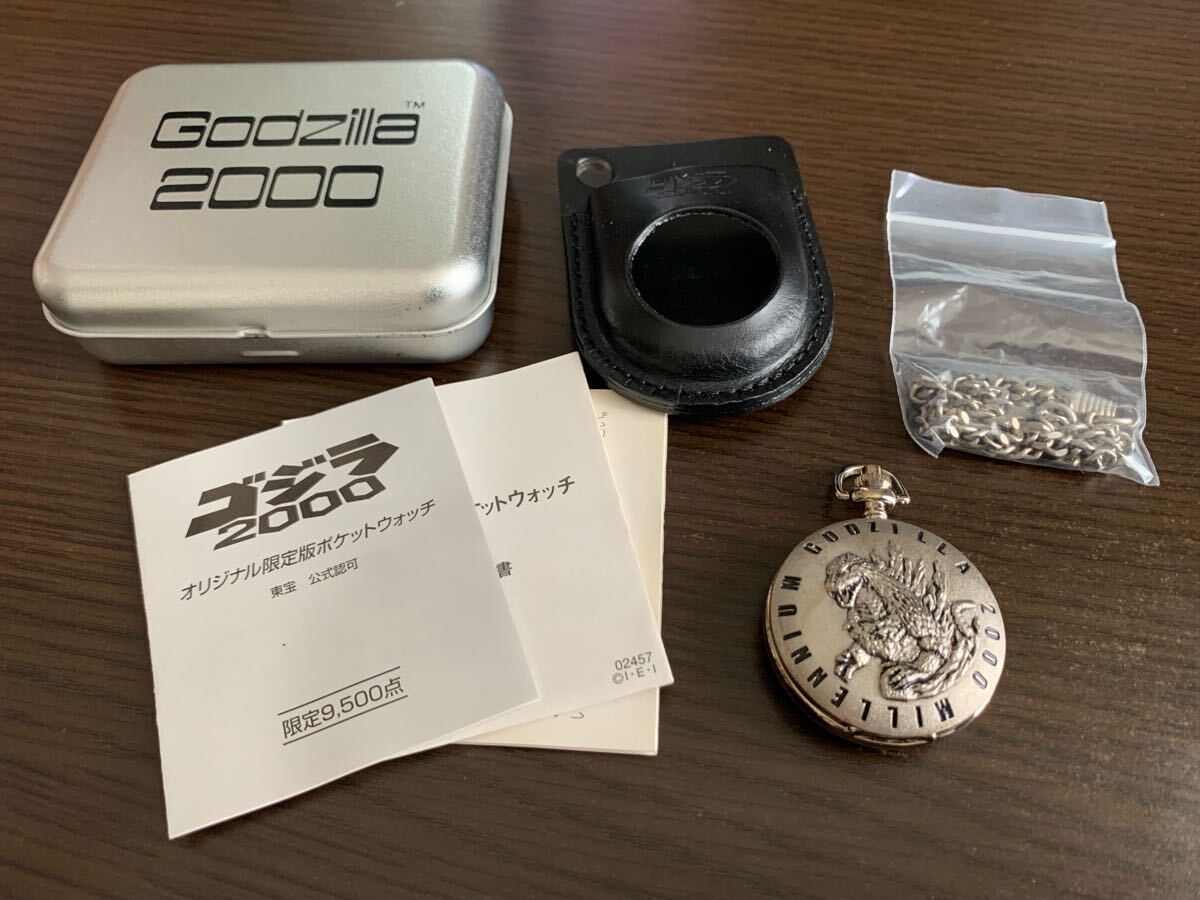 Godzilla™
2000
ゴジラ
2000
オリジナル限定版ポケットウォッチ
東宝 公式認可
限定9,500点
ケットウォッチ
書
02457
©I・E・I
GODZILLA 2000 MILLENNIUM